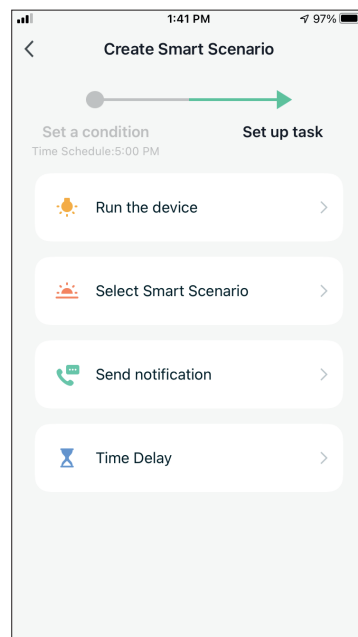 1:41 PM
97%
Create Smart Scenario
Set a condition
Set up task
Time Schedule:5:00 PM
Run the device
Select Smart Scenario
Send notification
Time Delay